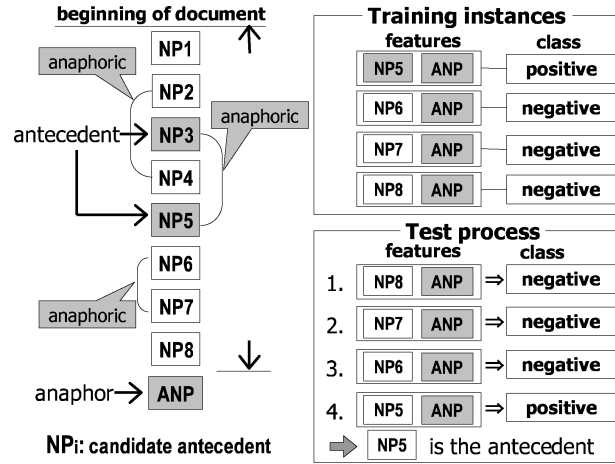 beginning of document
NP1
anaphoric
NP2
anaphoric
antecedent
NP3
NP4
NP5
NP6
anaphoric
NP7
NP8
anaphor
ANP
NPi: candidate antecedent
Training instances
features class
NP5 ANP positive
NP6 ANP negative
NP7 ANP negative
NP8 ANP negative
Test process
features class
1. NP8 ANP ⇒ negative
2. NP7 ANP ⇒ negative
3. NP6 ANP ⇒ negative
4. NP5 ANP ⇒ positive
NP5 is the antecedent